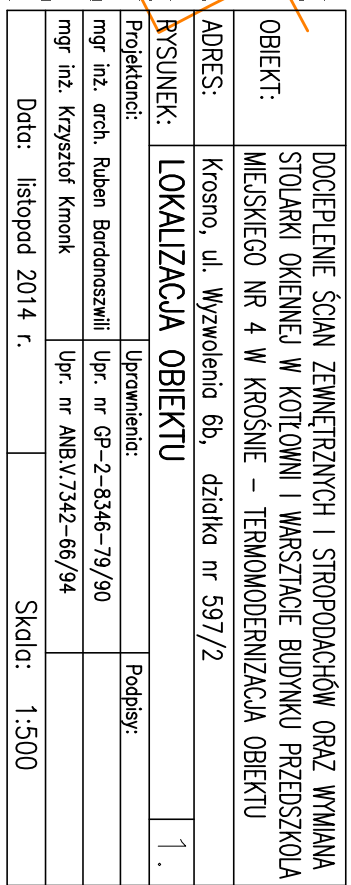 OBIEKT: DOCIEPLENIE ŚCIAN ZEWNĘTRZNYCH I STROPODACHÓW ORAZ WYMIANA
STOLARKI OKIENNEJ W KOTŁOWNI I WARSZTACIE BUDYNKU PRZEDSZKOLA
MIEJSKIEGO NR 4 W KROŚNIE – TERMOMODERNIZACJA OBIEKTU
ADRES: Krosno, ul. Wyzwolenia 6b, działka nr 597/2
RYSUNEK: LOKALIZACJA OBIEKTU 1.
Projektanci: Uprawnienia: Podpisy:
mgr inż. arch. Ruben Bardanaszwili Upr. nr GP-2-8346-79/90
mgr inż. Krzysztof Kmonk Upr. nr ANB.V.7342-66/94
Data: listopad 2014 r. Skala: 1:500